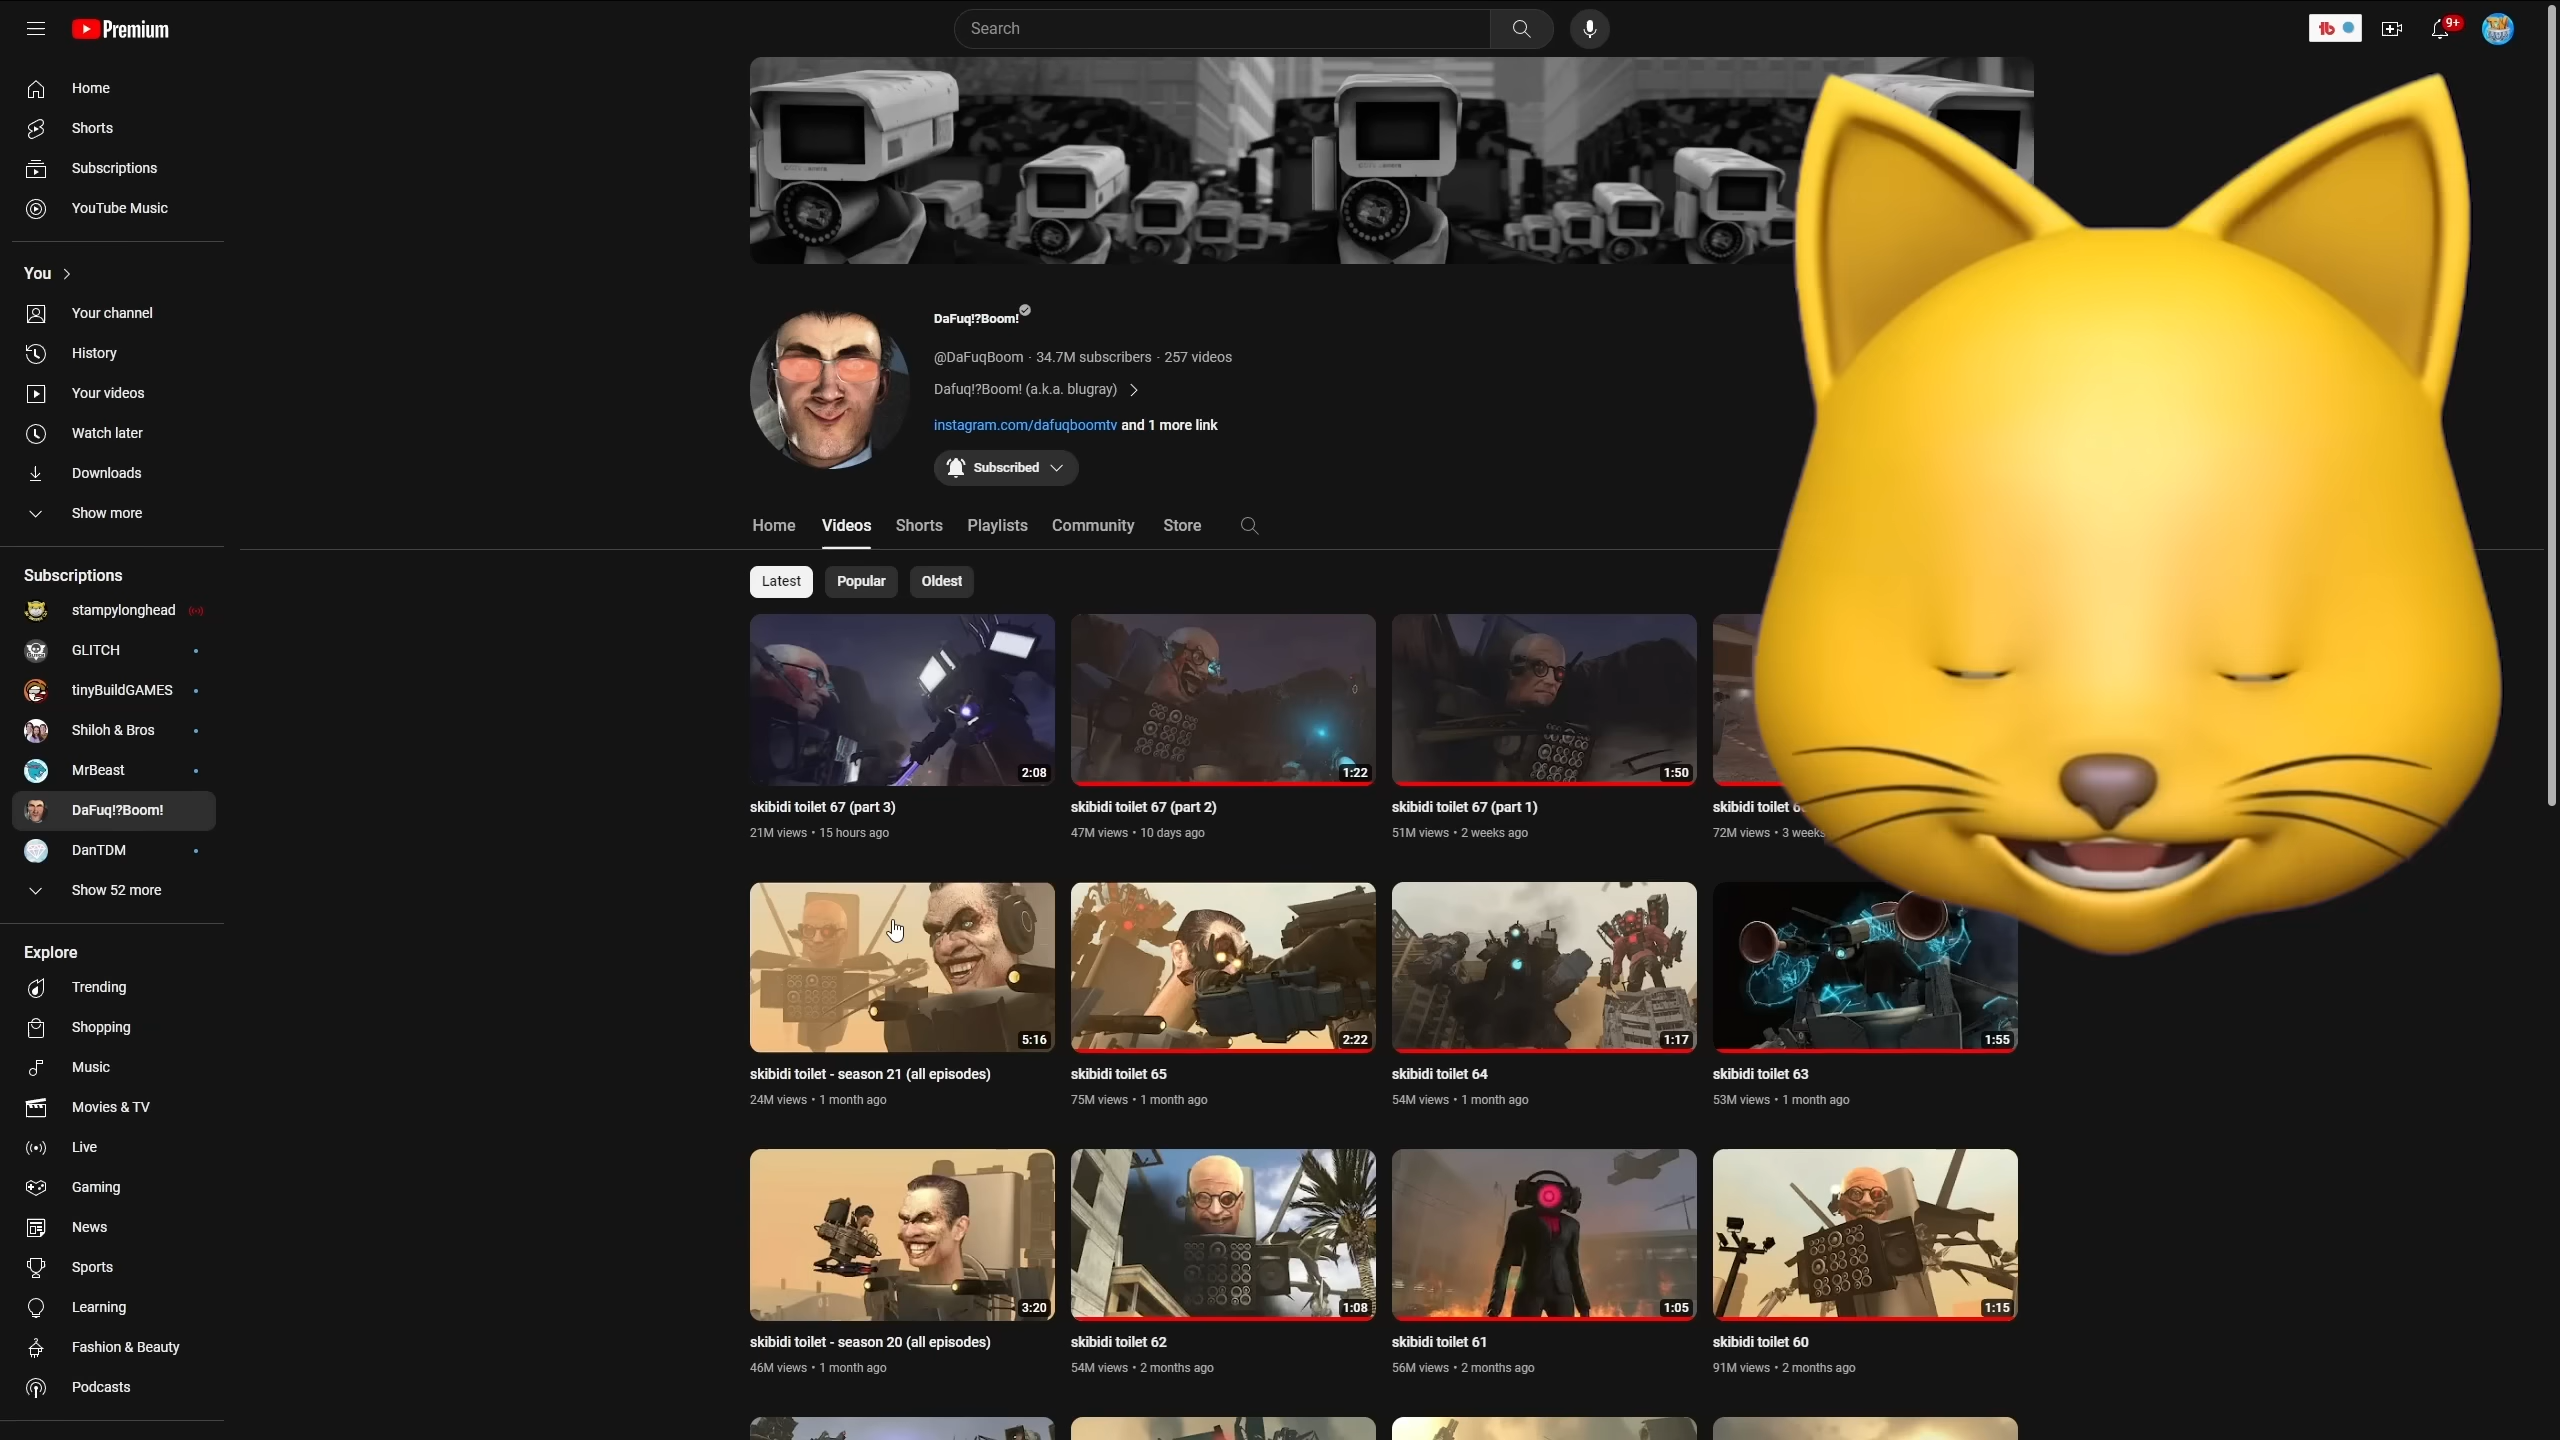 Premium
Search
9+
Home
Shorts
Subscriptions
YouTube Music
You
Your channel
History
Your videos
Watch later
Downloads
Show more
Subscriptions
stampylonghead
GLITCH
tinyBuildGAMES
Shiloh & Bros
MrBeast
DaFuq!?Boom!
DanTDM
Show 52 more
Explore
Trending
Shopping
Music
Movies & TV
Live
Gaming
News
Sports
Learning
Fashion & Beauty
Podcasts
DaFuq!?Boom!
@DaFuqBoom · 34.7M subscribers · 257 videos
Dafuq!?Boom! (a.k.a. blugray)
instagram.com/dafuqboomtv and 1 more link
Subscribed
Home Videos Shorts Playlists Community Store
Latest Popular Oldest
2:08 1:22 1:50
skibidi toilet 67 (part 3) skibidi toilet 67 (part 2) skibidi toilet 67 (part 1) skibidi toilet
21M views • 15 hours ago 47M views • 10 days ago 51M views • 2 weeks ago 72M views • 3 weeks
5:16 2:22 1:17 1:55
skibidi toilet - season 21 (all episodes) skibidi toilet 65 skibidi toilet 64 skibidi toilet 63
24M views • 1 month ago 75M views • 1 month ago 54M views • 1 month ago 53M views • 1 month ago
3:20 1:08 1:05 1:15
skibidi toilet - season 20 (all episodes) skibidi toilet 62 skibidi toilet 61 skibidi toilet 60
46M views • 1 month ago 54M views • 2 months ago 56M views • 2 months ago 91M views • 2 months ago